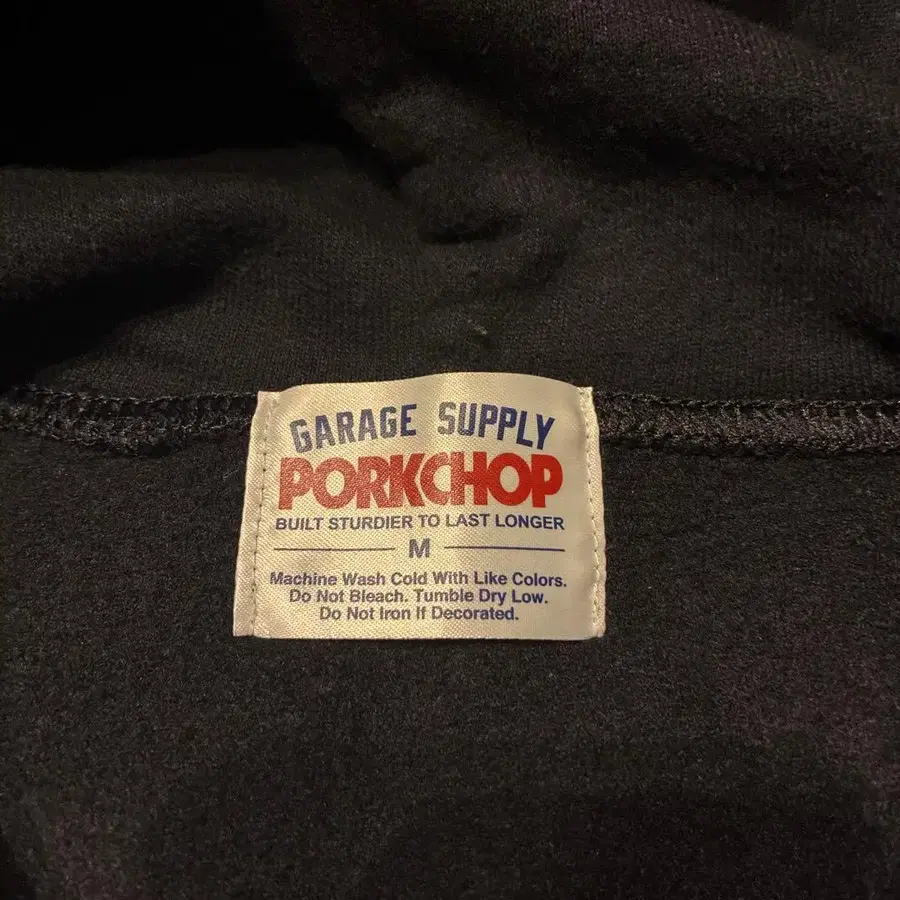 GARAGE SUPPLY
PORKCHOP
BUILT STURDIER TO LAST LONGER
M
Machine Wash Cold With Like Colors.
Do Not Bleach. Tumble Dry Low.
Do Not Iron If Decorated.